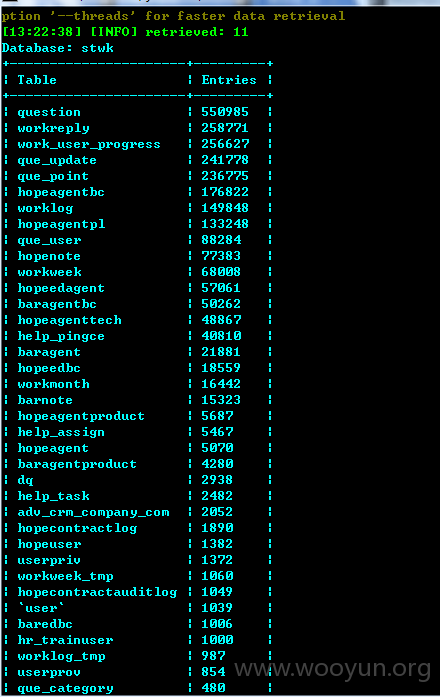 ption '--threads' for faster data retrieval
[13:22:38] [INFO] retrieved: 11
Database: stwk
+----------------------+---------+
| Table | Entries |
+----------------------+---------+
| question | 550985 |
| workreply | 258771 |
| work_user_progress | 256627 |
| que_update | 241778 |
| que_point | 236775 |
| hopeagentbc | 176822 |
| worklog | 149848 |
| hopeagentpl | 133248 |
| que_user | 88284 |
| hopenote | 77383 |
| workweek | 68008 |
| hopeedagent | 57061 |
| baragentbc | 50262 |
| hopeagenttech | 48867 |
| help_pingce | 40810 |
| baragent | 21881 |
| hopeedbc | 18559 |
| workmonth | 16442 |
| barnote | 15323 |
| hopeagentproduct | 5687 |
| help_assign | 5467 |
| hopeagent | 5070 |
| baragentproduct | 4280 |
| dq | 2938 |
| help_task | 2482 |
| adv_crm_company_com | 2052 |
| hopecontractlog | 1890 |
| hopeuser | 1382 |
| userpriv | 1372 |
| workweek_tmp | 1060 |
| hopecontractauditlog | 1049 |
| `user` | 1039 |
| baredbc | 1006 |
| hr_trainuser | 1000 |
| worklog_tmp | 987 |
| userprov | 854 |
| que_category | 480 |
www.wooyun.org